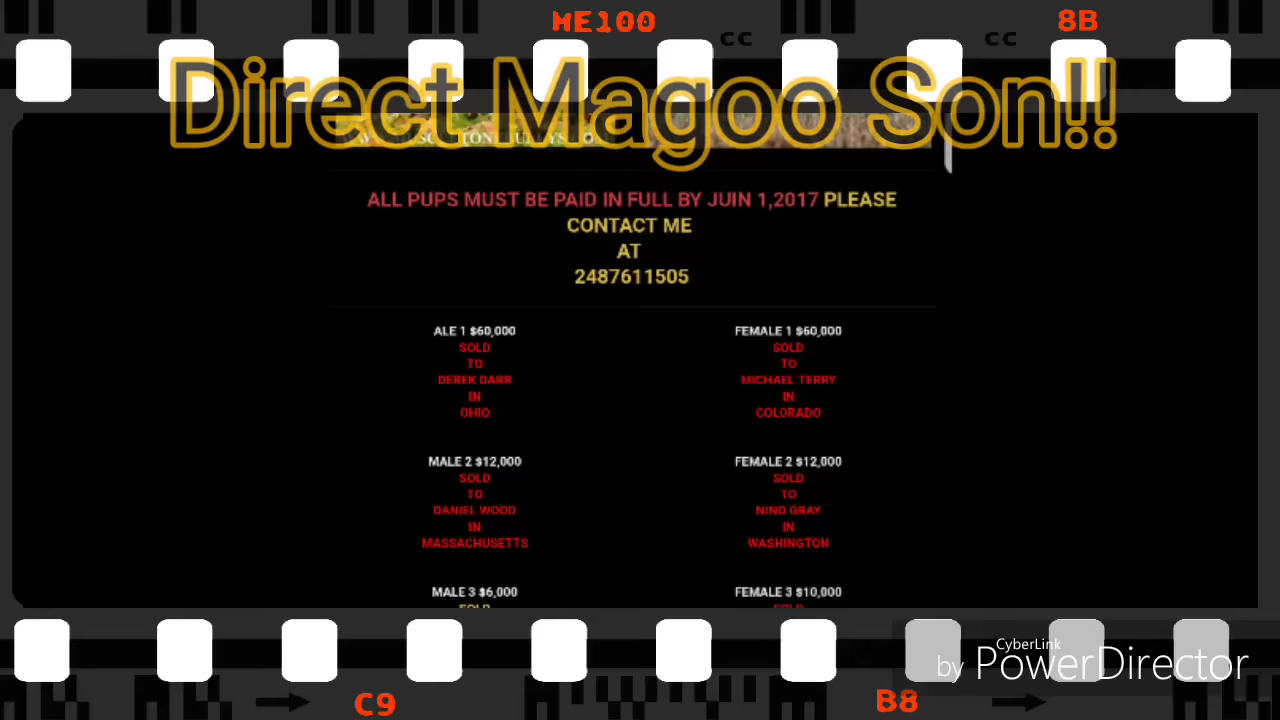 ME100
8B
CC
CC
Direct Magoo Son!!
ALL PUPS MUST BE PAID IN FULL BY JUIN 1,2017 PLEASE
CONTACT ME
AT
2487611505
ALE 1 $60,000
SOLD
TO
DEREK DARR
IN
OHIO
FEMALE 1 $60,000
SOLD
TO
MICHAEL TERRY
IN
COLORADO
MALE 2 $12,000
SOLD
TO
DANIEL WOOD
IN
MASSACHUSETTS
FEMALE 2 $12,000
SOLD
TO
NINO GRAY
IN
WASHINGTON
MALE 3 $6,000
SOLD
FEMALE 3 $10,000
SOLD
CyberLink
by PowerDirector
C9
B8